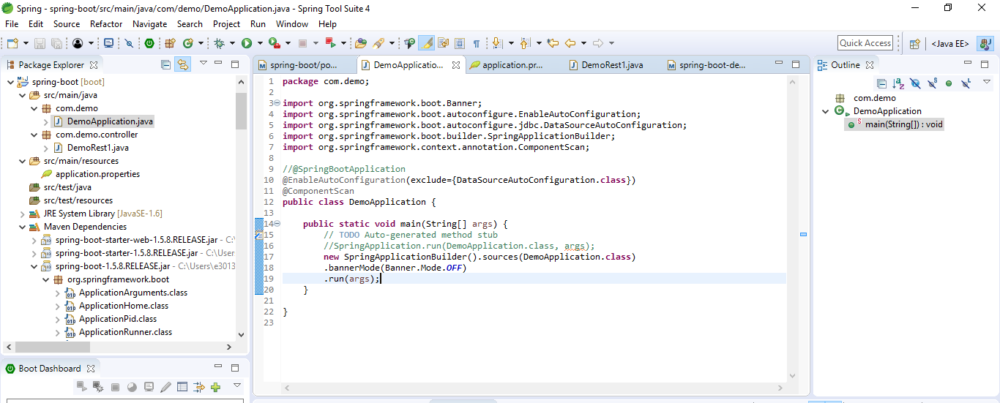 Spring - spring-boot/src/main/java/com/demo/DemoApplication.java - Spring Tool Suite 4
File Edit Source Refactor Navigate Search Project Run Window Help
Quick Access
<Java EE>
Package Explorer
spring-boot [boot]
src/main/java
com.demo
DemoApplication.java
com.demo.controller
DemoRest1.java
src/main/resources
application.properties
src/test/java
src/test/resources
JRE System Library [JavaSE-1.6]
Maven Dependencies
spring-boot-starter-web-1.5.8.RELEASE.jar - C:\
spring-boot-starter-1.5.8.RELEASE.jar - C:\User
spring-boot-1.5.8.RELEASE.jar - C:\Users\e3013
org.springframework.boot
ApplicationArguments.class
ApplicationHome.class
ApplicationPid.class
ApplicationRunner.class
Boot Dashboard
spring-boot/po...
DemoApplicatio...
application.pr...
DemoRest1.java
spring-boot-de...
1 package com.demo;
2
3 import org.springframework.boot.Banner;
4 import org.springframework.boot.autoconfigure.EnableAutoConfiguration;
5 import org.springframework.boot.autoconfigure.jdbc.DataSourceAutoConfiguration;
6 import org.springframework.boot.builder.SpringApplicationBuilder;
7 import org.springframework.context.annotation.ComponentScan;
8
9 //@SpringBootApplication
10 @EnableAutoConfiguration(exclude={DataSourceAutoConfiguration.class})
11 @ComponentScan
12 public class DemoApplication {
13
14 public static void main(String[] args) {
15 // TODO Auto-generated method stub
16 //SpringApplication.run(DemoApplication.class, args);
17 new SpringApplicationBuilder().sources(DemoApplication.class)
18 .bannerMode(Banner.Mode.OFF)
19 .run(args);
20 }
21
22 }
23
Outline
com.demo
DemoApplication
main(String[]) : void